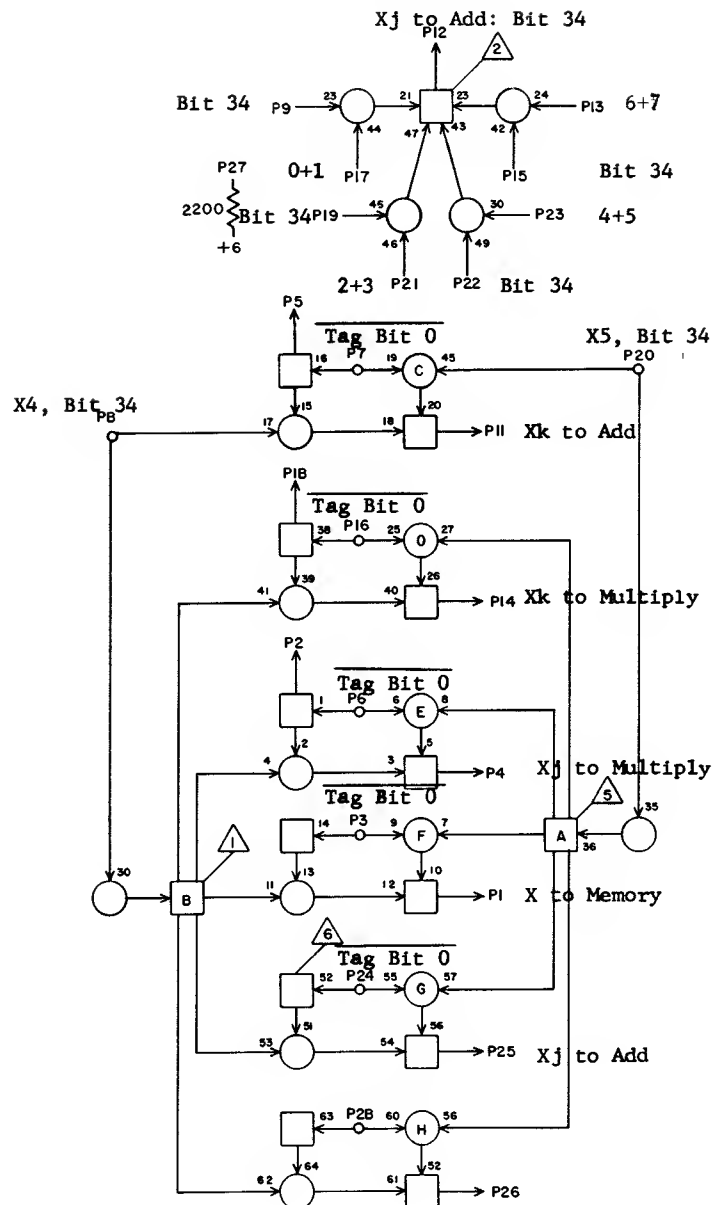 Xj to Add: Bit 34
P12
2
Bit 34 P9 23 21 23 24 P13 6+7
44 47 43 42
0+1 P17 P15 Bit 34
P27
2200
+6
Bit 34 P19 45 30 P23 4+5
46 49
2+3 P21 P22 Bit 34
P5
Tag Bit 0
X5, Bit 34
P20
16 P7 19 C 45
X4, Bit 34
PB
17 15 18 20 P11 Xk to Add
P1B
Tag Bit 0
38 P16 25 O 27
41 39 40 26 P14 Xk to Multiply
P2
Tag Bit 0
1 P6 6 E 8
4 2 3 5 P4 Xj to Multiply
Tag Bit 0
5
35
14 P3 9 F 7 A 36
1
30 B 11 13 12 10 P1 X to Memory
6
Tag Bit 0
52 P24 55 G 57
53 51 54 56 P25 Xj to Add
63 P2B 60 H 56
62 64 61 52 P26